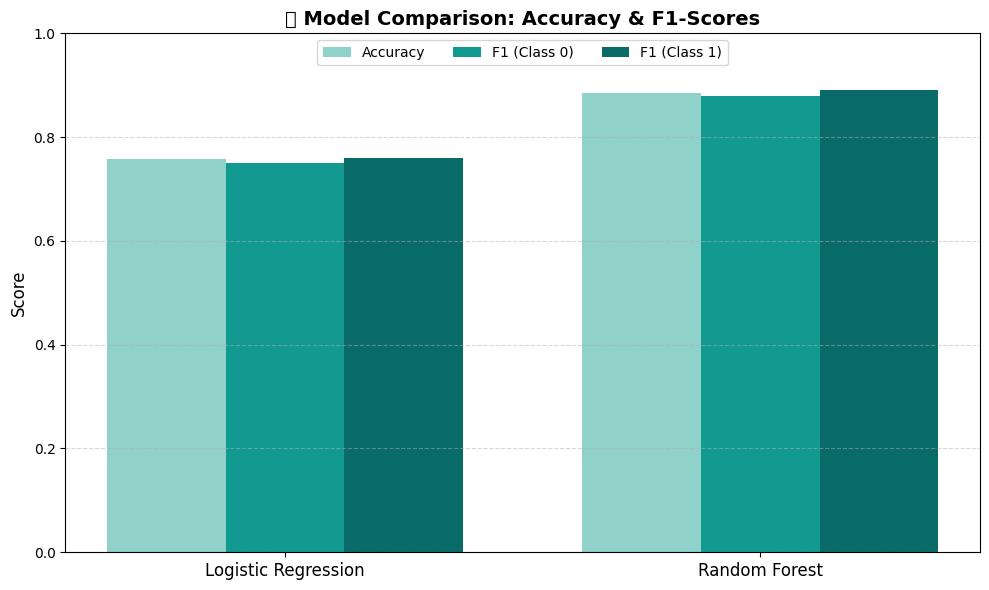 Model Comparison: Accuracy & F1-Scores
Accuracy F1 (Class 0) F1 (Class 1)
1.0
0.8
0.6
0.4
0.2
0.0
Score
Logistic Regression Random Forest